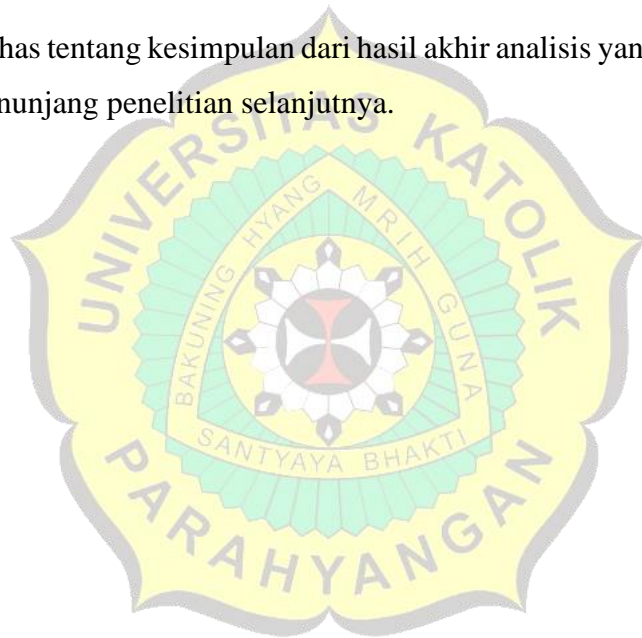 has tentang kesimpulan dari hasil akhir analisis yan
nunjang penelitian selanjutnya.
UNIVERSITAS KATOLIK
PARAHYANGAN
BAKUNING HYANG MRIH GUNA
SANTYAYA BHAKTI